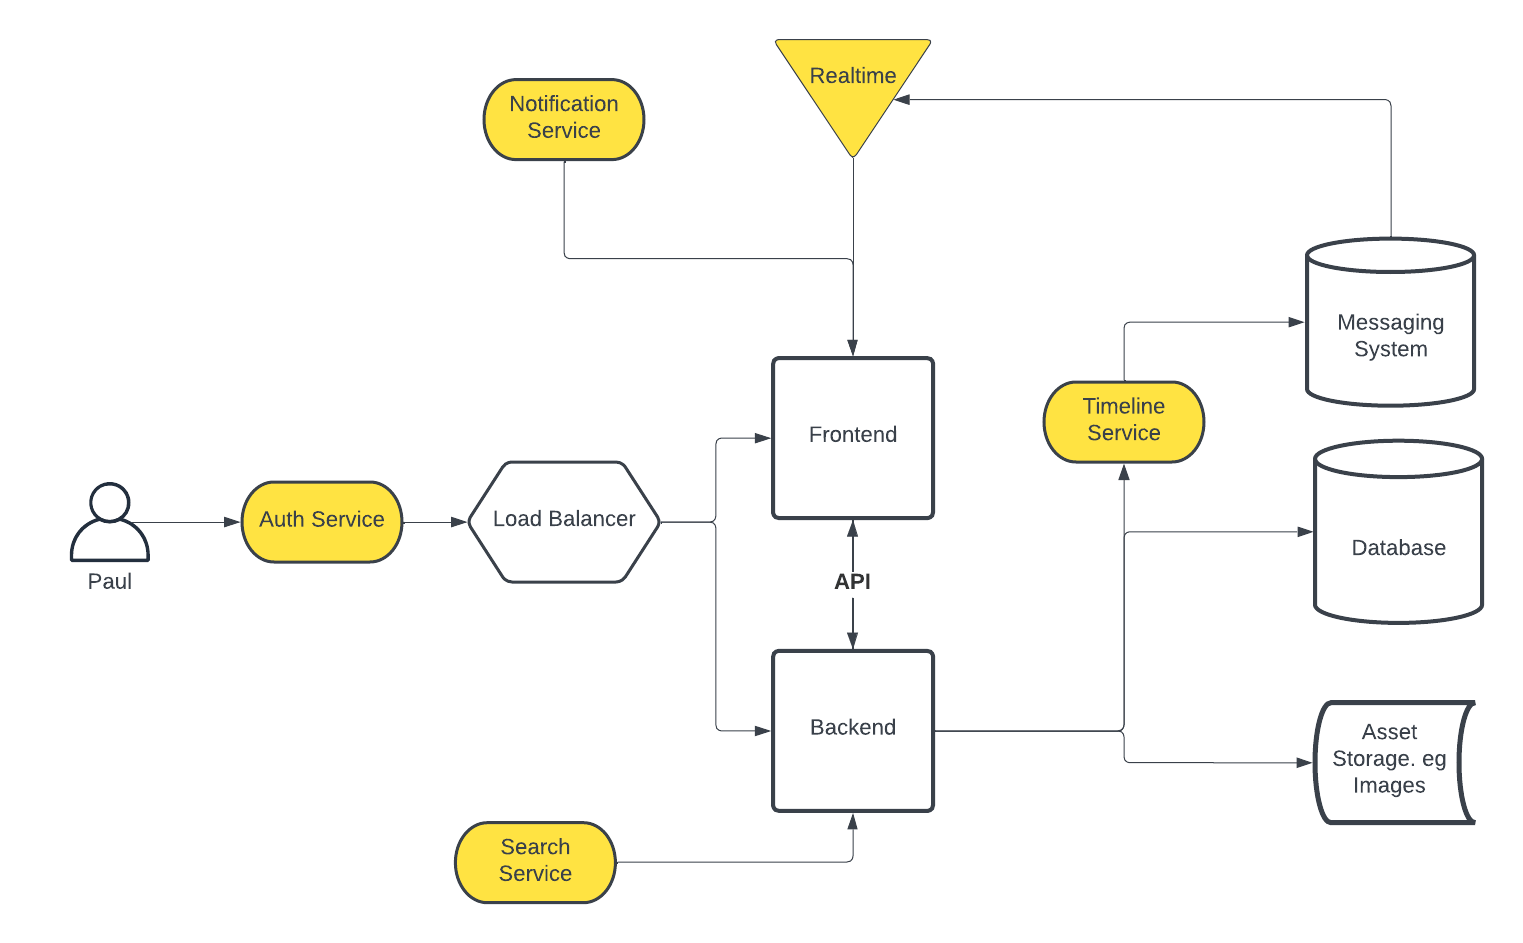 Realtime
Notification
Service
Messaging
System
Timeline
Service
Frontend
Auth Service
Load Balancer
Database
Paul
API
Backend
Asset
Storage. eg
Images
Search
Service